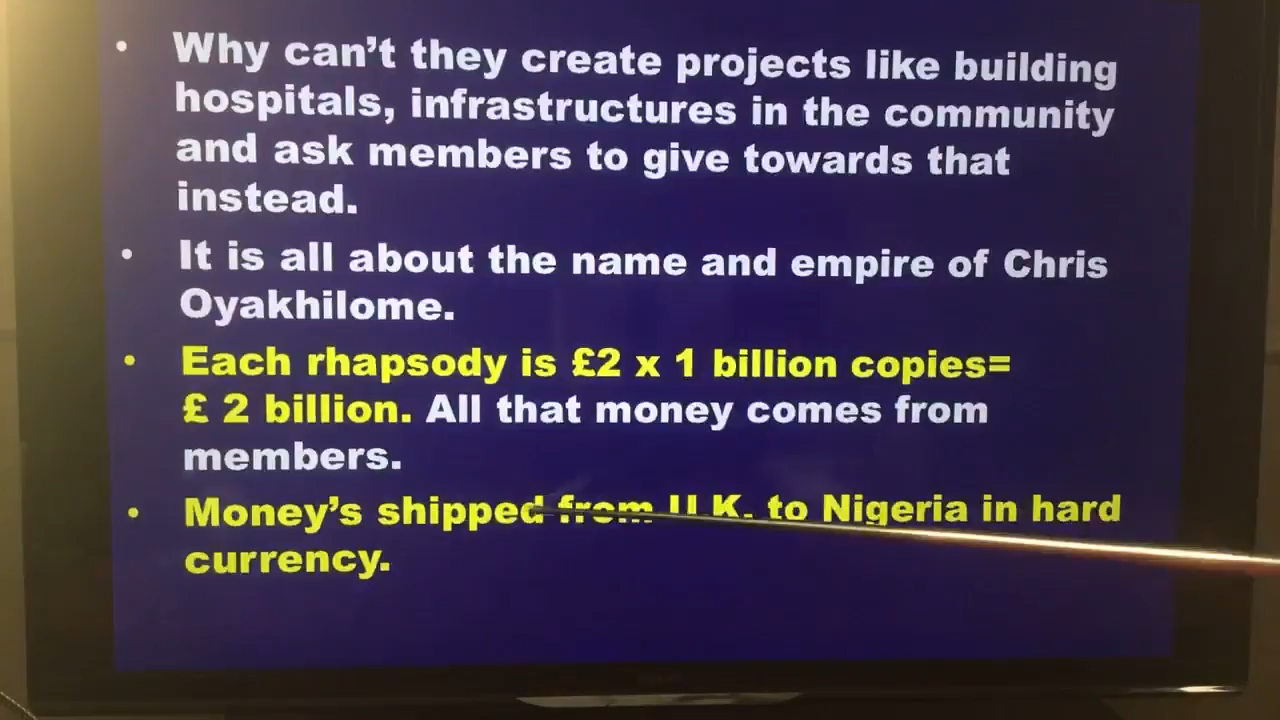 • Why can't they create projects like building
hospitals, infrastructures in the community
and ask members to give towards that
instead.
• It is all about the name and empire of Chris
Oyakhilome.
• Each rhapsody is £2 x 1 billion copies=
£ 2 billion. All that money comes from
members.
• Money's shipped from U.K. to Nigeria in hard
currency.